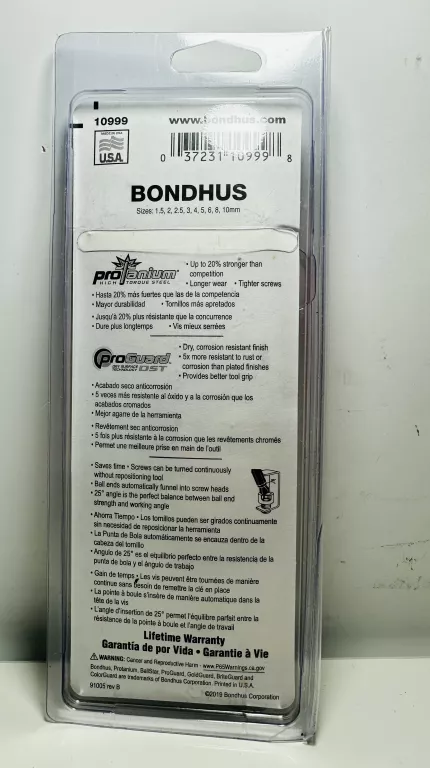 10999
www.bondhus.com
MADE IN USA
U.S.A.
0 37231 10999 8
BONDHUS
Sizes: 1.5, 2, 2.5, 3, 4, 5, 6, 8, 10mm
proTanium®
HIGH TORQUE STEEL
• Up to 20% stronger than
competition
• Longer wear • Tighter screws
• Hasta 20% más fuertes que las de la competencia
• Mayor durabilidad • Tornillos más apretados
• Jusqu'à 20% plus résistante que la concurrence
• Dure plus longtemps • Vis mieux serrées
proGuard
DRY SURFACE
TECHNOLOGY DST
• Dry, corrosion resistant finish
• 5x more resistant to rust or
corrosion than plated finishes
• Provides better tool grip
• Acabado seco anticorrosión
• 5 veces más resistente al óxido y a la corrosión que los
acabados cromados
• Mejor agarre de la herramienta
• Revêtement sec anticorrosion
• 5 fois plus résistante à la corrosion que les revêtements chromés
• Permet une meilleure prise en main de l'outil
• Saves time • Screws can be turned continuously
without repositioning tool
• Ball ends automatically funnel into screw heads
• 25° angle is the perfect balance between ball end
strength and working angle
• Ahorra Tiempo • Los tornillos pueden ser girados continuamente
sin necesidad de reposicionar la herramienta
• La Punta de Bola automáticamente se encauza dentro de la
cabeza del tornillo
• Angulo de 25° es el equilibrio perfecto entre la resistencia de la
punta de bola y el ángulo de trabajo
• Gain de temps • Les vis peuvent être tournées de manière
continue sans besoin de remettre la clé en place
• La pointe à boule s'insère de manière automatique dans la
tête de la vis
• L'angle d'insertion de 25° permet l'équilibre parfait entre la
résistance de la pointe à boule et l'angle de travail
Lifetime Warranty
Garantía de por Vida • Garantie à Vie
⚠WARNING: Cancer and Reproductive Harm - www.P65Warnings.ca.gov
Bondhus, Protanium, BallStar, ProGuard, GoldGuard, BriteGuard and
ColorGuard are trademarks of Bondhus Corporation. Printed in U.S.A.
91005 rev B
©2019 Bondhus Corporation